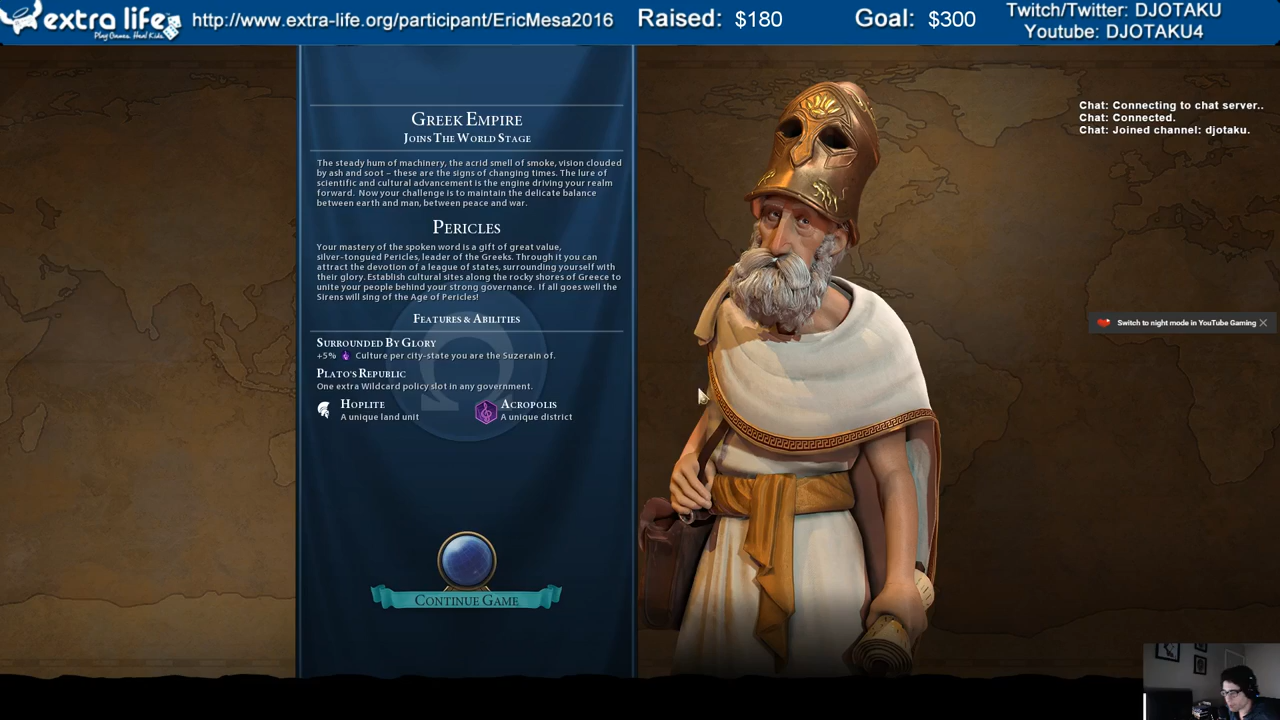 extra life
Play Games. Heal Kids.
http://www.extra-life.org/participant/EricMesa2016
Raised: $180
Goal: $300
Twitch/Twitter: DJOTAKU
Youtube: DJOTAKU4
Chat: Connecting to chat server..
Chat: Connected.
Chat: Joined channel: djotaku.
GREEK EMPIRE
JOINS THE WORLD STAGE
The steady hum of machinery, the acrid smell of smoke, vision clouded
by ash and soot – these are the signs of changing times. The lure of
scientific and cultural advancement is the engine driving your realm
forward. Now your challenge is to maintain the delicate balance
between earth and man, between peace and war.
PERICLES
Your mastery of the spoken word is a gift of great value,
silver-tongued Pericles, leader of the Greeks. Through it you can
attract the devotion of a league of states, surrounding yourself with
their glory. Establish cultural sites along the rocky shores of Greece to
unite your people behind your strong governance. If all goes well the
Sirens will sing of the Age of Pericles!
FEATURES & ABILITIES
SURROUNDED BY GLORY
+5% Culture per city-state you are the Suzerain of.
PLATO'S REPUBLIC
One extra Wildcard policy slot in any government.
HOPLITE
A unique land unit
ACROPOLIS
A unique district
Switch to night mode in YouTube Gaming
CONTINUE GAME